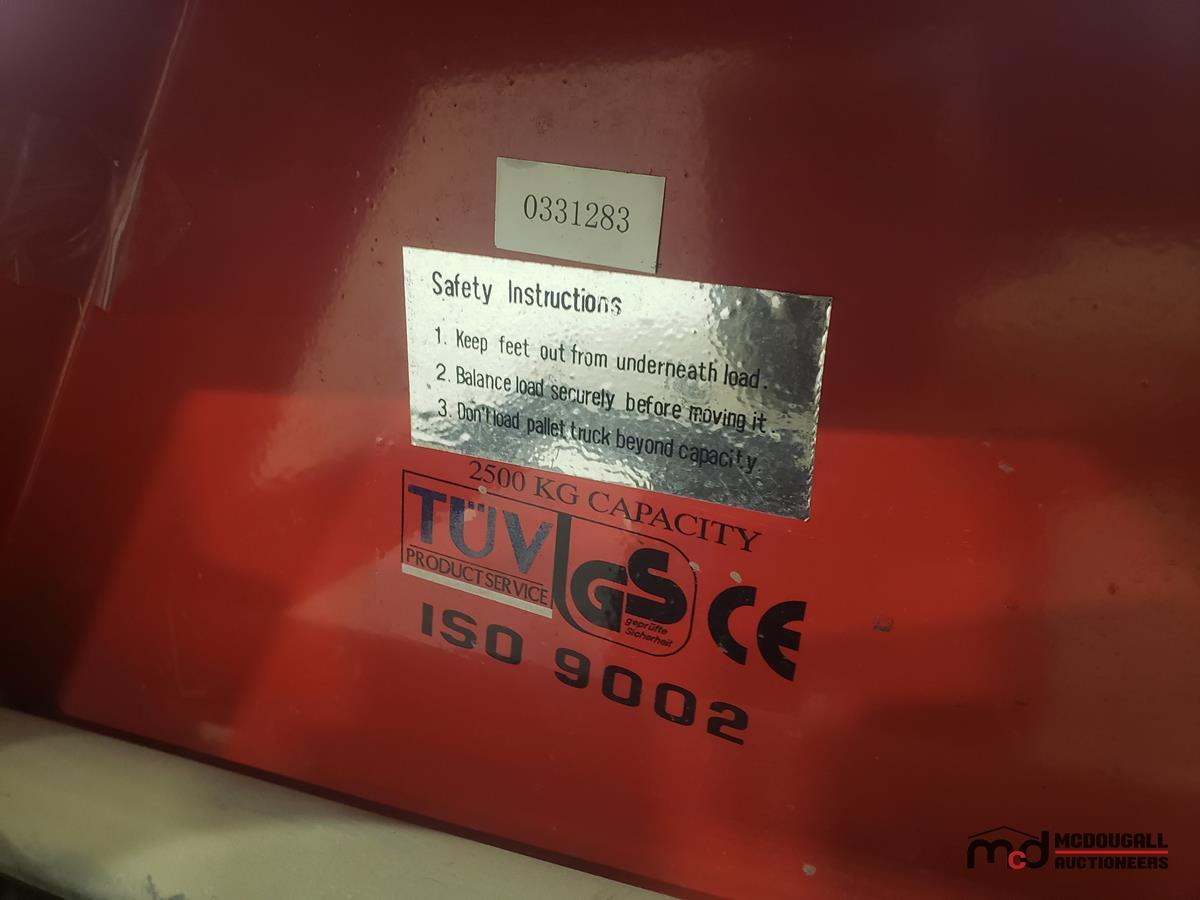 0331283
Safety Instructions
1. Keep feet out from underneath load.
2. Balance load securely before moving it.
3. Don't load pallet truck beyond capacity.
2500 KG CAPACITY
TÜV
PRODUCT SERVICE
GS
geprüfte
Sicherheit
CE
ISO 9002
mcd
MCDOUGALL
AUCTIONEERS